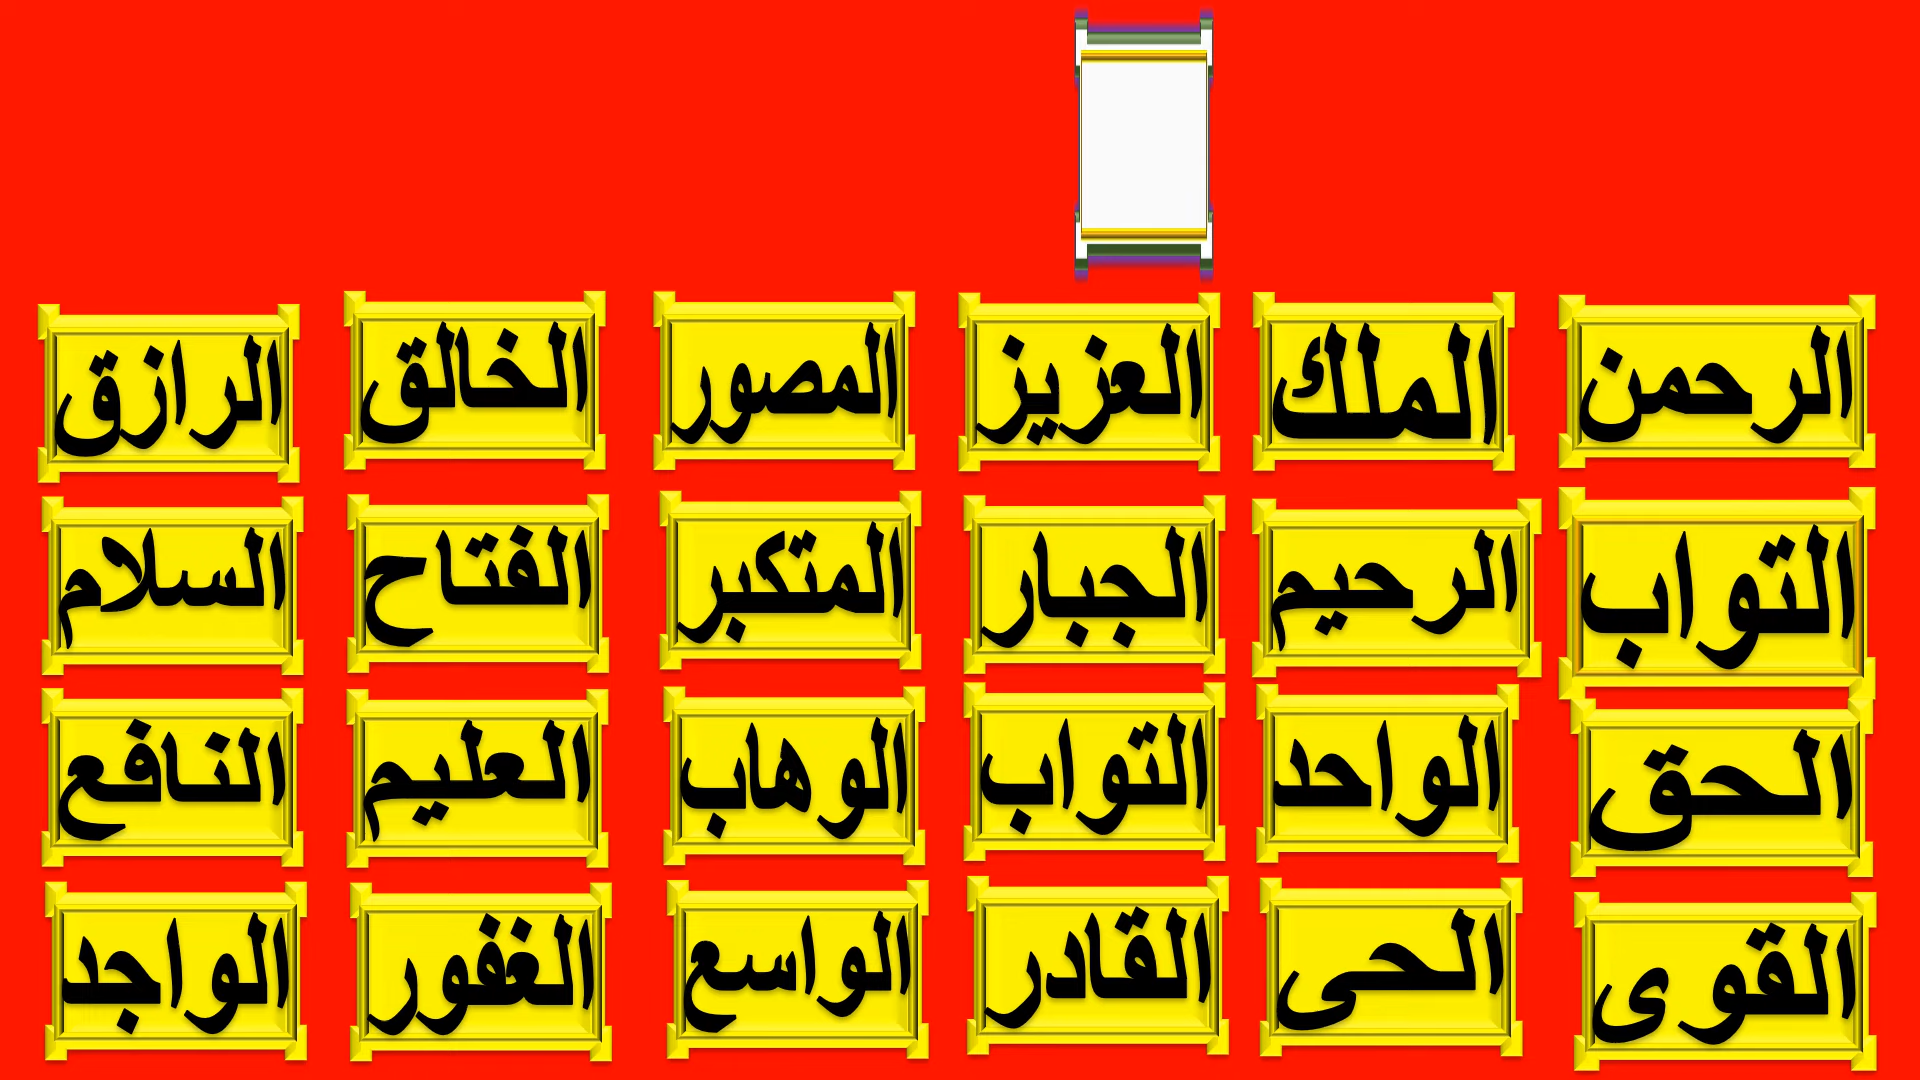 الرحمن الملك العزيز المصور الخالق الرازق
التواب الرحيم الجبار المتكبر الفتاح السلام
الحق الواحد التواب الوهاب العليم النافع
القوى الحى القادر الواسع الغفور الواجد